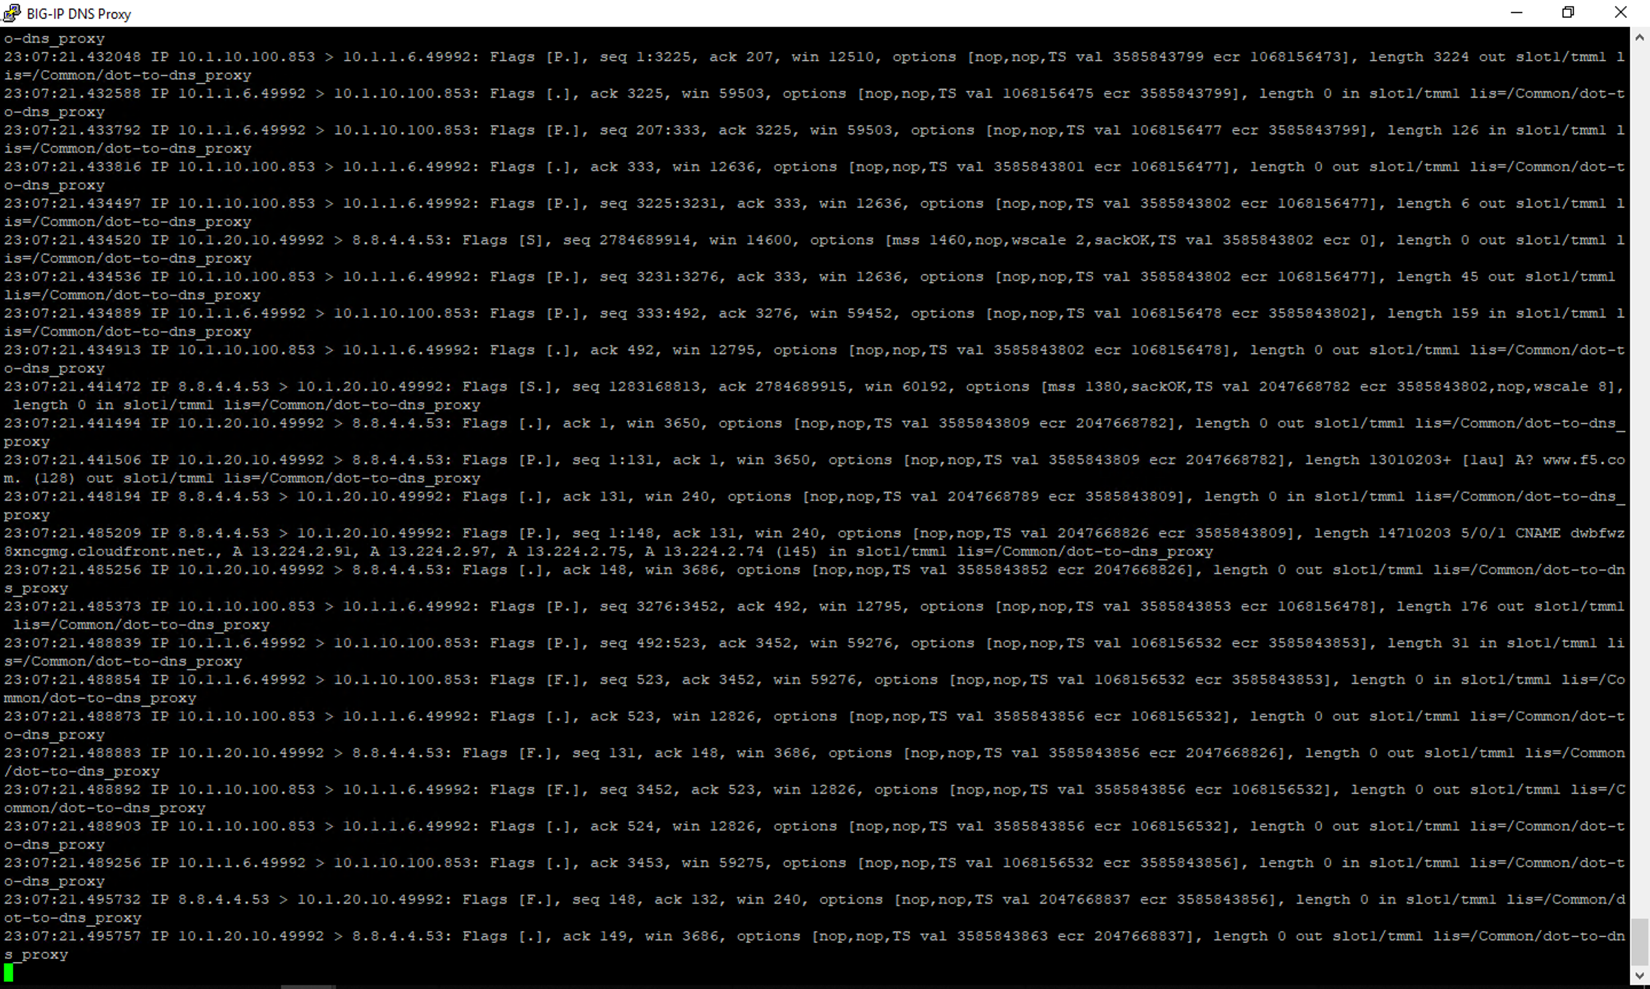 BIG-IP DNS Proxy
o-dns_proxy
23:07:21.432048 IP 10.1.10.100.853 > 10.1.1.6.49992: Flags [P.], seq 1:3225, ack 207, win 12510, options [nop,nop,TS val 3585843799 ecr 1068156473], length 3224 out slot1/tmm1 l
is=/Common/dot-to-dns_proxy
23:07:21.432588 IP 10.1.1.6.49992 > 10.1.10.100.853: Flags [.], ack 3225, win 59503, options [nop,nop,TS val 1068156475 ecr 3585843799], length 0 in slot1/tmm1 lis=/Common/dot-t
o-dns_proxy
23:07:21.433792 IP 10.1.1.6.49992 > 10.1.10.100.853: Flags [P.], seq 207:333, ack 3225, win 59503, options [nop,nop,TS val 1068156477 ecr 3585843799], length 126 in slot1/tmm1 l
is=/Common/dot-to-dns_proxy
23:07:21.433816 IP 10.1.10.100.853 > 10.1.1.6.49992: Flags [.], ack 333, win 12636, options [nop,nop,TS val 3585843801 ecr 1068156477], length 0 out slot1/tmm1 lis=/Common/dot-t
o-dns_proxy
23:07:21.434497 IP 10.1.10.100.853 > 10.1.1.6.49992: Flags [P.], seq 3225:3231, ack 333, win 12636, options [nop,nop,TS val 3585843802 ecr 1068156477], length 6 out slot1/tmm1 l
is=/Common/dot-to-dns_proxy
23:07:21.434520 IP 10.1.20.10.49992 > 8.8.4.4.53: Flags [S], seq 2784689914, win 14600, options [mss 1460,nop,wscale 2,sackOK,TS val 3585843802 ecr 0], length 0 out slot1/tmm1 l
is=/Common/dot-to-dns_proxy
23:07:21.434536 IP 10.1.10.100.853 > 10.1.1.6.49992: Flags [P.], seq 3231:3276, ack 333, win 12636, options [nop,nop,TS val 3585843802 ecr 1068156477], length 45 out slot1/tmm1
lis=/Common/dot-to-dns_proxy
23:07:21.434889 IP 10.1.1.6.49992 > 10.1.10.100.853: Flags [P.], seq 333:492, ack 3276, win 59452, options [nop,nop,TS val 1068156478 ecr 3585843802], length 159 in slot1/tmm1 l
is=/Common/dot-to-dns_proxy
23:07:21.434913 IP 10.1.10.100.853 > 10.1.1.6.49992: Flags [.], ack 492, win 12795, options [nop,nop,TS val 3585843802 ecr 1068156478], length 0 out slot1/tmm1 lis=/Common/dot-t
o-dns_proxy
23:07:21.441472 IP 8.8.4.4.53 > 10.1.20.10.49992: Flags [S.], seq 1283168813, ack 2784689915, win 60192, options [mss 1380,sackOK,TS val 2047668782 ecr 3585843802,nop,wscale 8],
length 0 in slot1/tmm1 lis=/Common/dot-to-dns_proxy
23:07:21.441494 IP 10.1.20.10.49992 > 8.8.4.4.53: Flags [.], ack 1, win 3650, options [nop,nop,TS val 3585843809 ecr 2047668782], length 0 out slot1/tmm1 lis=/Common/dot-to-dns_
proxy
23:07:21.441506 IP 10.1.20.10.49992 > 8.8.4.4.53: Flags [P.], seq 1:131, ack 1, win 3650, options [nop,nop,TS val 3585843809 ecr 2047668782], length 13010203+ [1au] A? www.f5.co
m. (128) out slot1/tmm1 lis=/Common/dot-to-dns_proxy
23:07:21.448194 IP 8.8.4.4.53 > 10.1.20.10.49992: Flags [.], ack 131, win 240, options [nop,nop,TS val 2047668789 ecr 3585843809], length 0 in slot1/tmm1 lis=/Common/dot-to-dns_
proxy
23:07:21.485209 IP 8.8.4.4.53 > 10.1.20.10.49992: Flags [P.], seq 1:148, ack 131, win 240, options [nop,nop,TS val 2047668826 ecr 3585843809], length 14710203 5/0/1 CNAME dwbfwz
8xncgmg.cloudfront.net., A 13.224.2.91, A 13.224.2.97, A 13.224.2.75, A 13.224.2.74 (145) in slot1/tmm1 lis=/Common/dot-to-dns_proxy
23:07:21.485256 IP 10.1.20.10.49992 > 8.8.4.4.53: Flags [.], ack 148, win 3686, options [nop,nop,TS val 3585843852 ecr 2047668826], length 0 out slot1/tmm1 lis=/Common/dot-to-dn
s_proxy
23:07:21.485373 IP 10.1.10.100.853 > 10.1.1.6.49992: Flags [P.], seq 3276:3452, ack 492, win 12795, options [nop,nop,TS val 3585843853 ecr 1068156478], length 176 out slot1/tmm1
lis=/Common/dot-to-dns_proxy
23:07:21.488839 IP 10.1.1.6.49992 > 10.1.10.100.853: Flags [P.], seq 492:523, ack 3452, win 59276, options [nop,nop,TS val 1068156532 ecr 3585843853], length 31 in slot1/tmm1 li
s=/Common/dot-to-dns_proxy
23:07:21.488854 IP 10.1.1.6.49992 > 10.1.10.100.853: Flags [F.], seq 523, ack 3452, win 59276, options [nop,nop,TS val 1068156532 ecr 3585843853], length 0 in slot1/tmm1 lis=/Co
mmon/dot-to-dns_proxy
23:07:21.488873 IP 10.1.10.100.853 > 10.1.1.6.49992: Flags [.], ack 523, win 12826, options [nop,nop,TS val 3585843856 ecr 1068156532], length 0 out slot1/tmm1 lis=/Common/dot-t
o-dns_proxy
23:07:21.488883 IP 10.1.20.10.49992 > 8.8.4.4.53: Flags [F.], seq 131, ack 148, win 3686, options [nop,nop,TS val 3585843856 ecr 2047668826], length 0 out slot1/tmm1 lis=/Common
/dot-to-dns_proxy
23:07:21.488892 IP 10.1.10.100.853 > 10.1.1.6.49992: Flags [F.], seq 3452, ack 523, win 12826, options [nop,nop,TS val 3585843856 ecr 1068156532], length 0 out slot1/tmm1 lis=/C
ommon/dot-to-dns_proxy
23:07:21.488903 IP 10.1.10.100.853 > 10.1.1.6.49992: Flags [.], ack 524, win 12826, options [nop,nop,TS val 3585843856 ecr 1068156532], length 0 out slot1/tmm1 lis=/Common/dot-t
o-dns_proxy
23:07:21.489256 IP 10.1.1.6.49992 > 10.1.10.100.853: Flags [.], ack 3453, win 59275, options [nop,nop,TS val 1068156532 ecr 3585843856], length 0 in slot1/tmm1 lis=/Common/dot-t
o-dns_proxy
23:07:21.495732 IP 8.8.4.4.53 > 10.1.20.10.49992: Flags [F.], seq 148, ack 132, win 240, options [nop,nop,TS val 2047668837 ecr 3585843856], length 0 in slot1/tmm1 lis=/Common/d
ot-to-dns_proxy
23:07:21.495757 IP 10.1.20.10.49992 > 8.8.4.4.53: Flags [.], ack 149, win 3686, options [nop,nop,TS val 3585843863 ecr 2047668837], length 0 out slot1/tmm1 lis=/Common/dot-to-dn
s_proxy